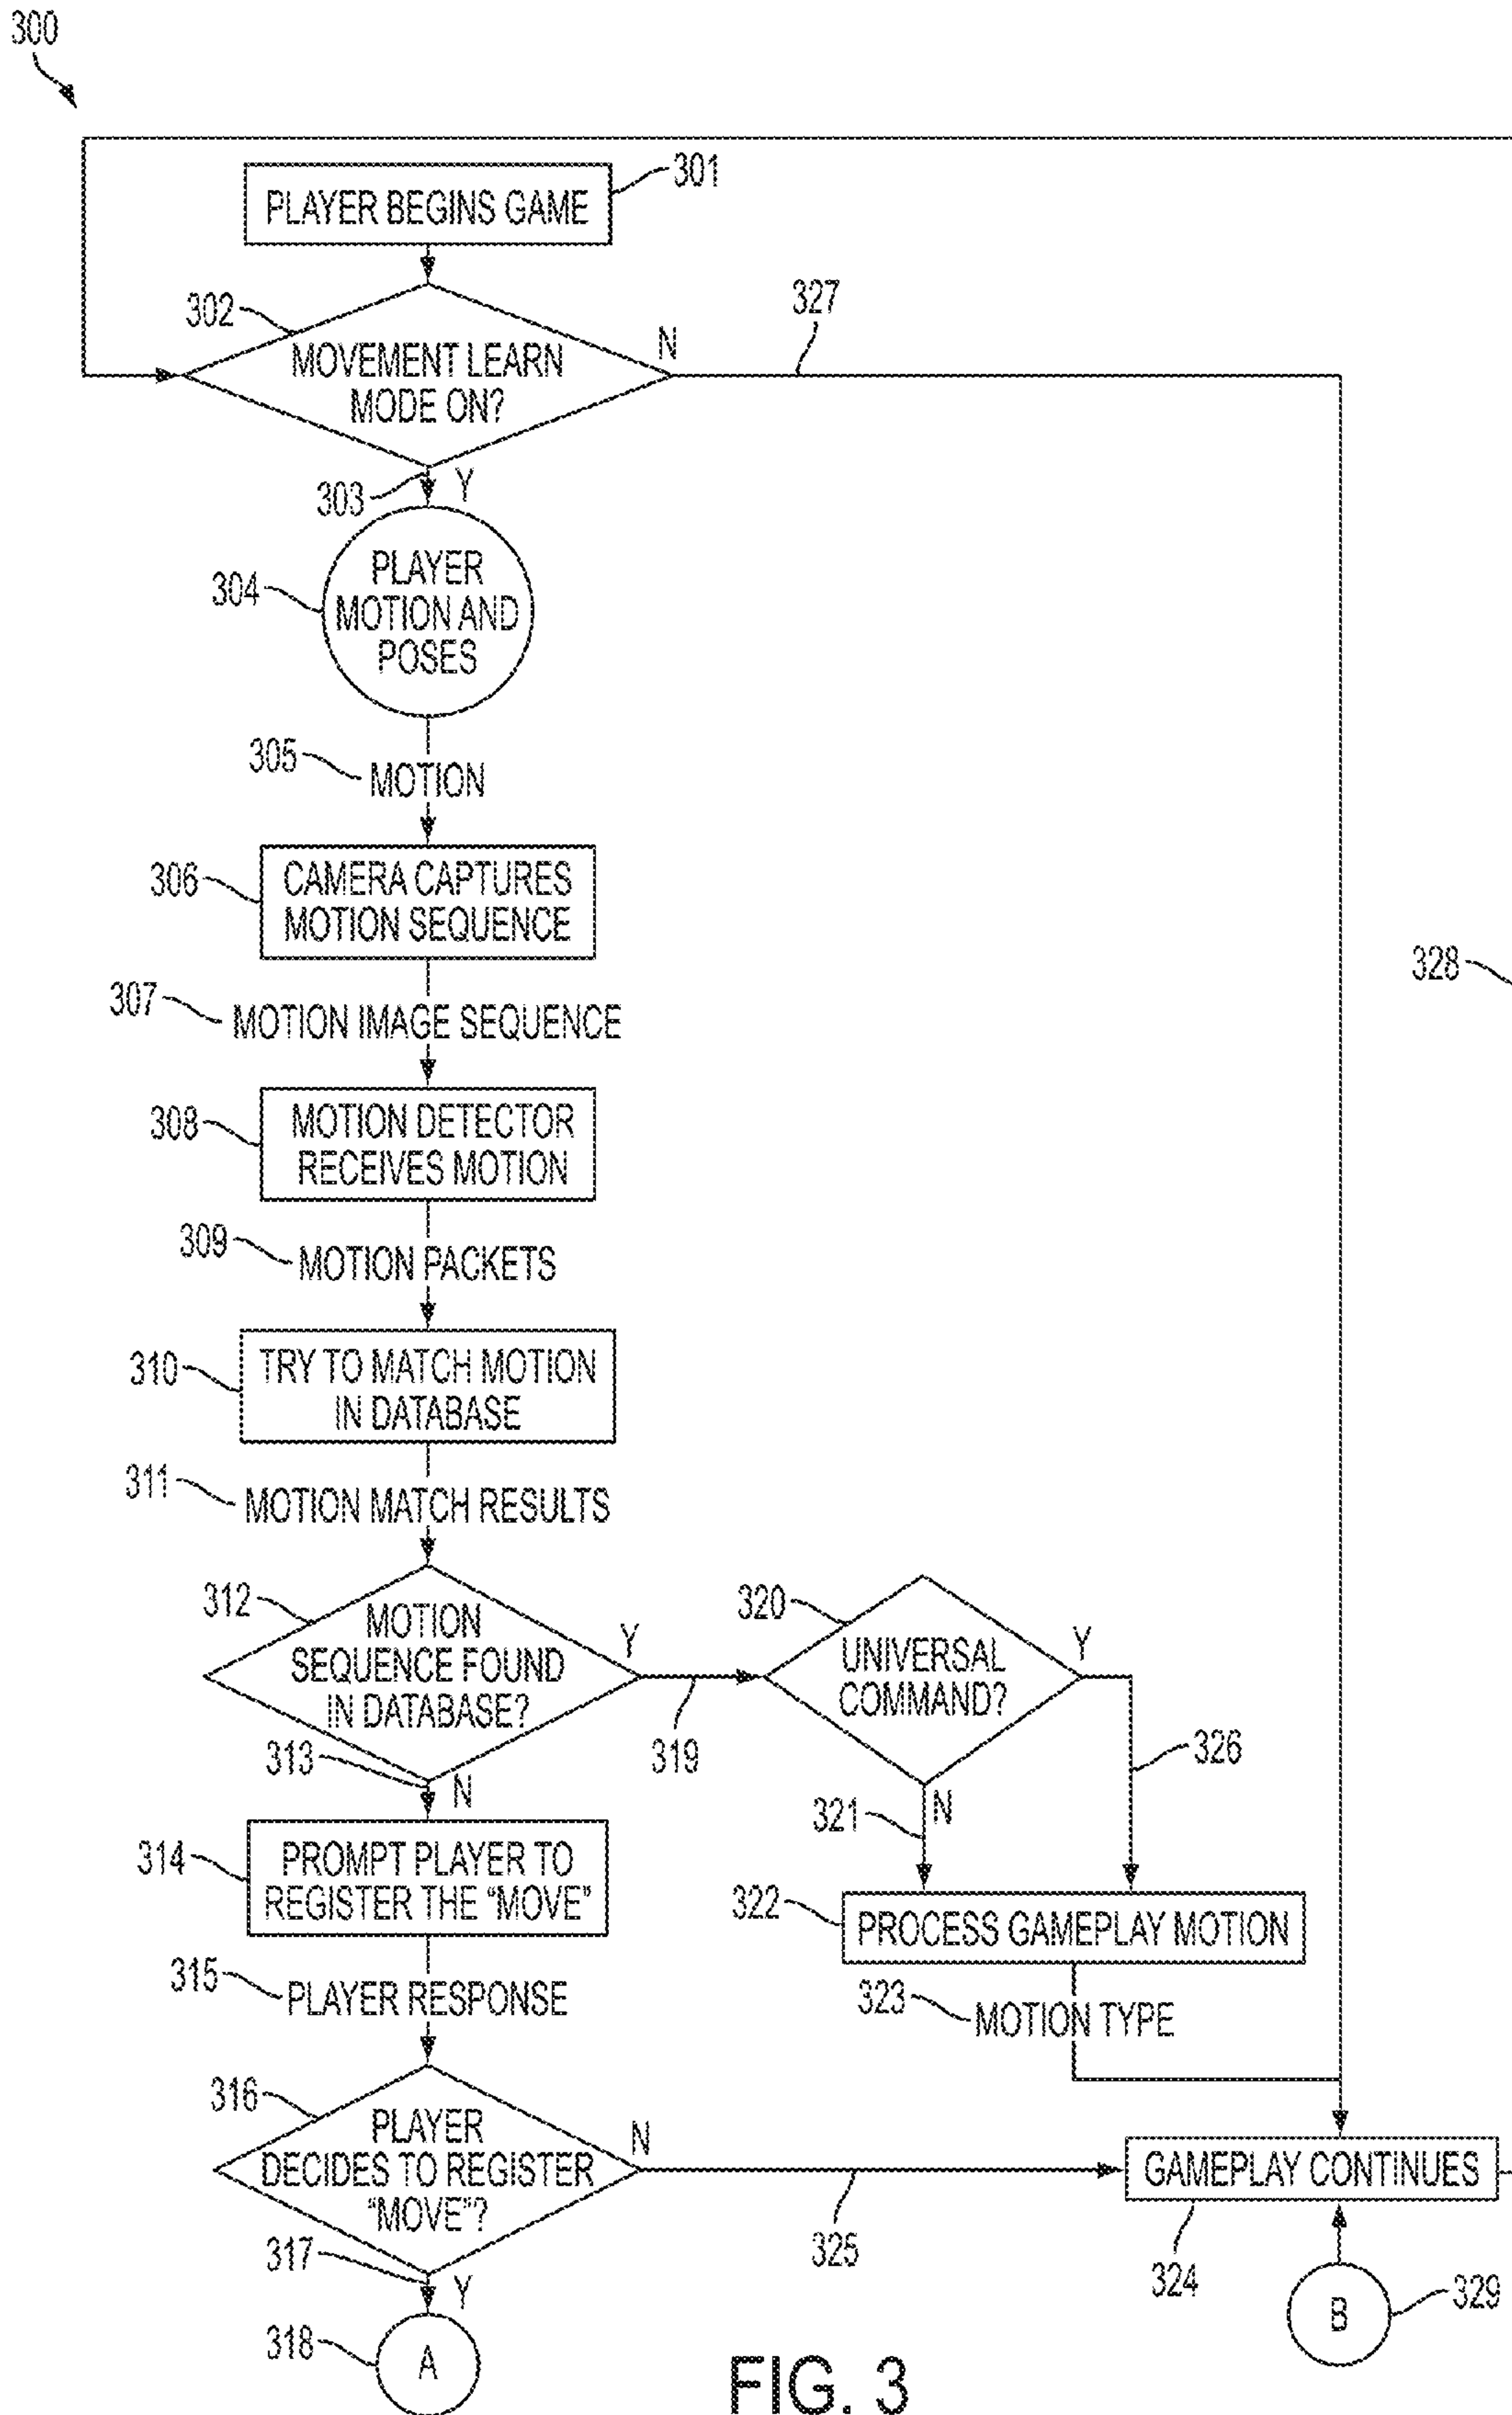 300
301
PLAYER BEGINS GAME
302
MOVEMENT LEARN
MODE ON?
N
327
303
Y
304
PLAYER
MOTION AND
POSES
305
MOTION
306
CAMERA CAPTURES
MOTION SEQUENCE
328
307
MOTION IMAGE SEQUENCE
308
MOTION DETECTOR
RECEIVES MOTION
309
MOTION PACKETS
310
TRY TO MATCH MOTION
IN DATABASE
311
MOTION MATCH RESULTS
312
MOTION
SEQUENCE FOUND
IN DATABASE?
Y
319
320
UNIVERSAL
COMMAND?
Y
326
313
N
321
N
314
PROMPT PLAYER TO
REGISTER THE “MOVE”
322
PROCESS GAMEPLAY MOTION
315
PLAYER RESPONSE
323
MOTION TYPE
316
PLAYER
DECIDES TO REGISTER
“MOVE”?
N
325
GAMEPLAY CONTINUES
324
317
Y
318
A
B
329
FIG. 3